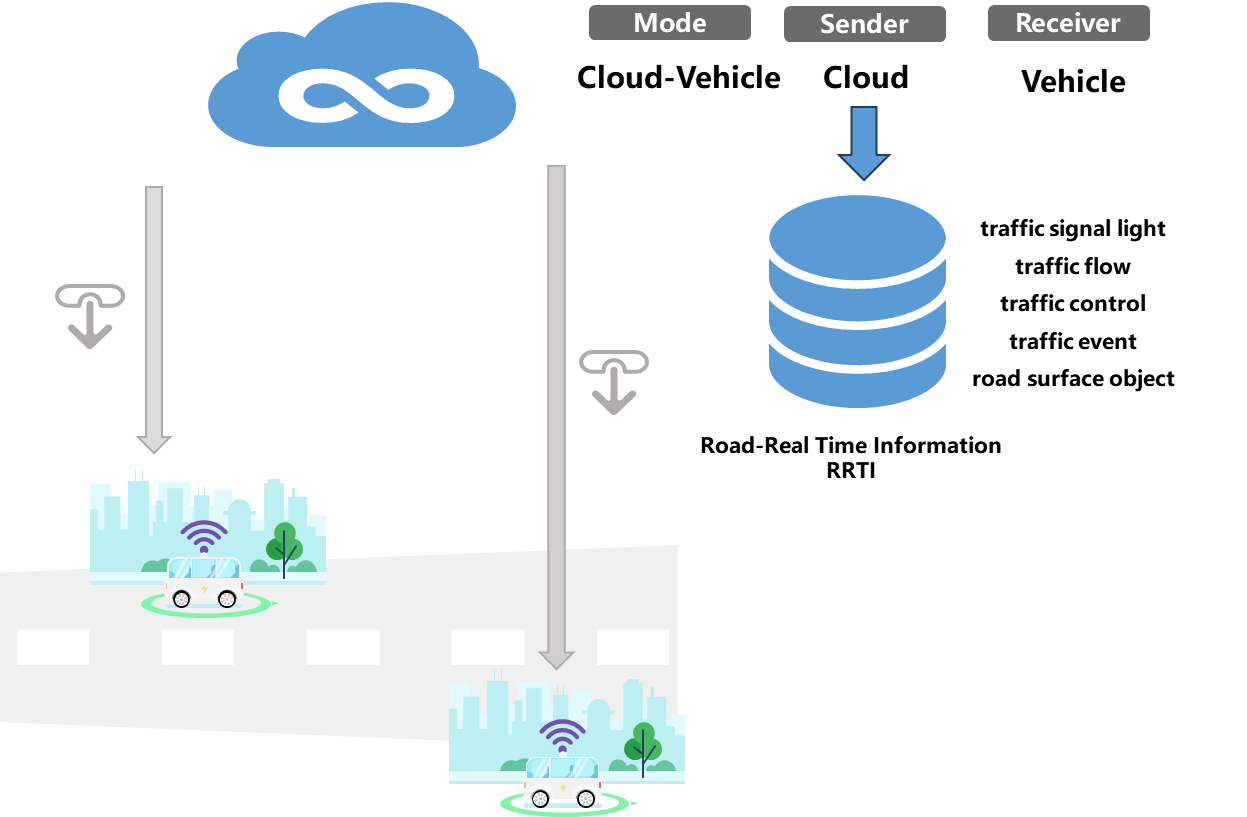 Mode
Sender
Receiver
Cloud-Vehicle
Cloud
Vehicle
traffic signal light
traffic flow
traffic control
traffic event
road surface object
Road-Real Time Information
RRTI